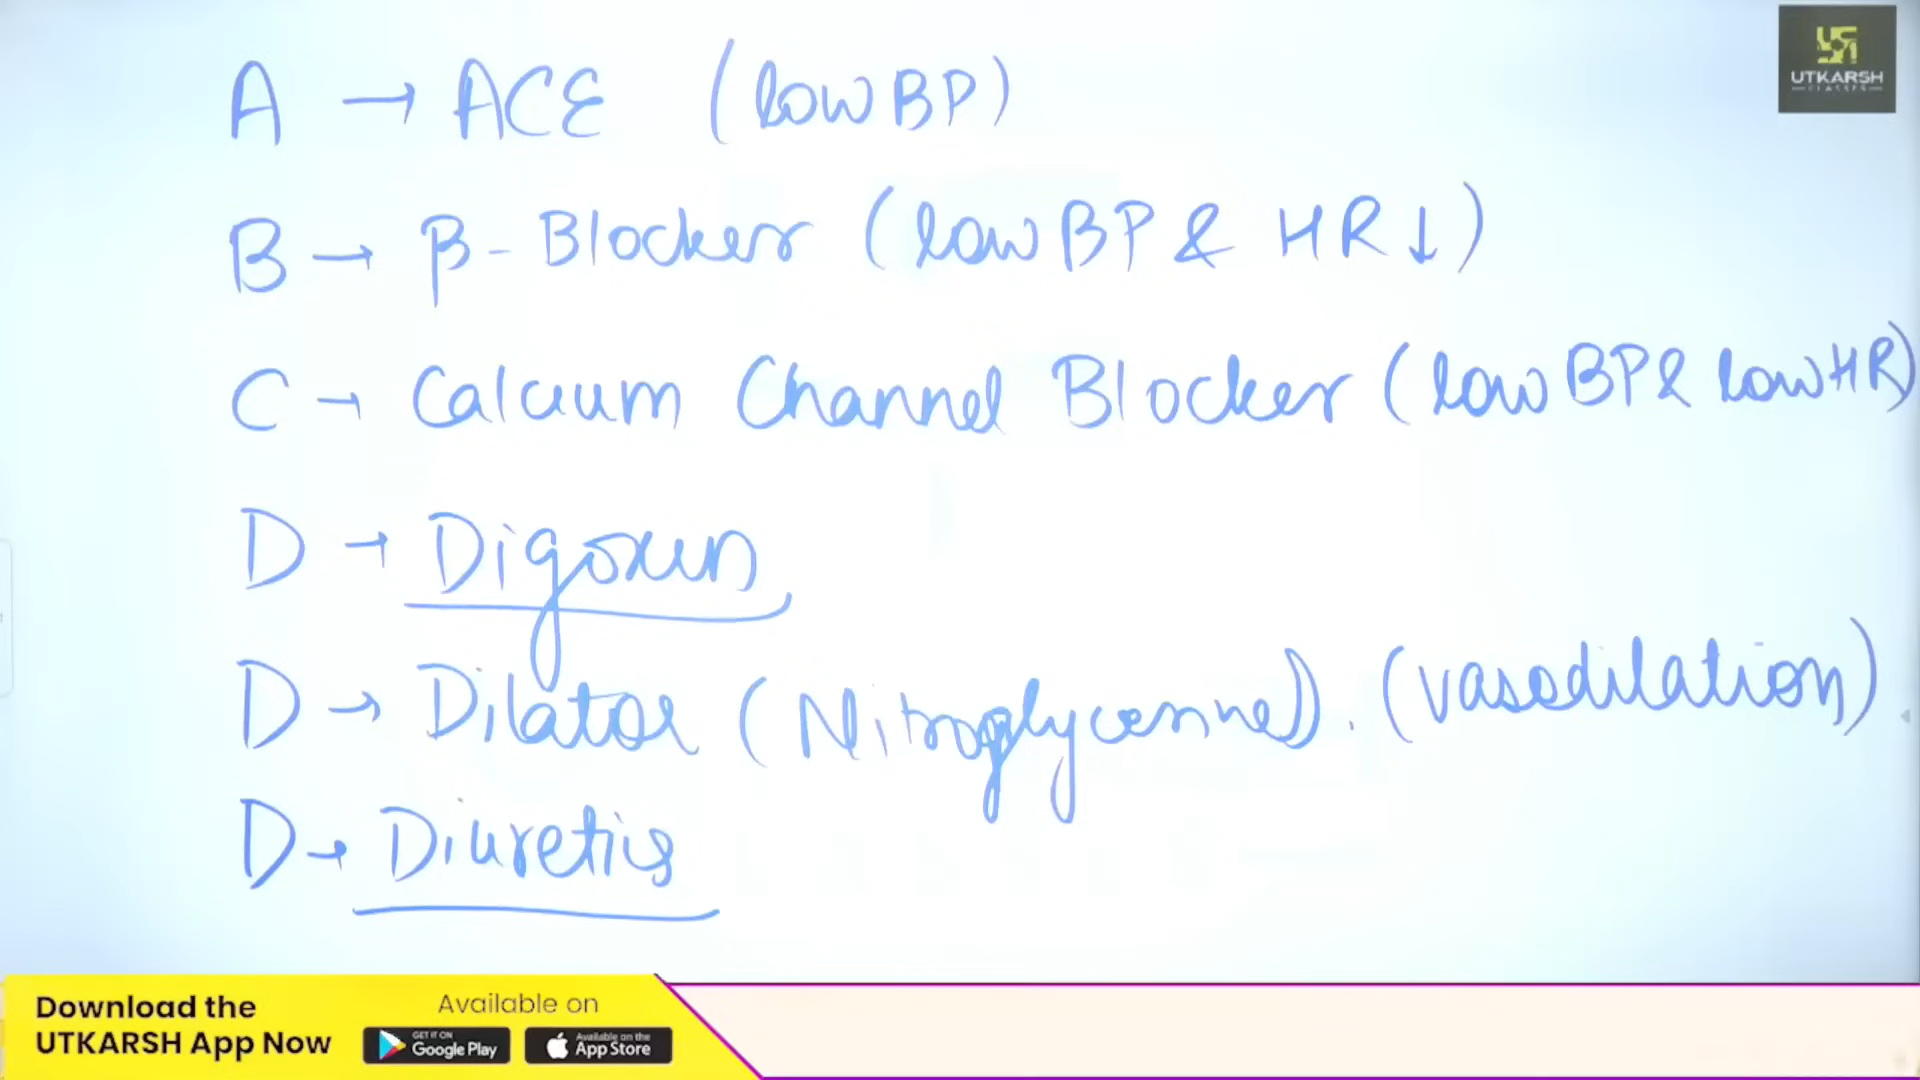 A → ACE (low BP)
B → β-Blocker (low BP & HR↓)
C → Calcium Channel Blocker (low BP & low HR)
D → Digoxin
D → Dilator (Nitroglycerine). (vasodilation)
D → Diuretics
UTKARSH
CLASSES
Download the
UTKARSH App Now
Available on
GET IT ON
Google Play
Available on the
App Store